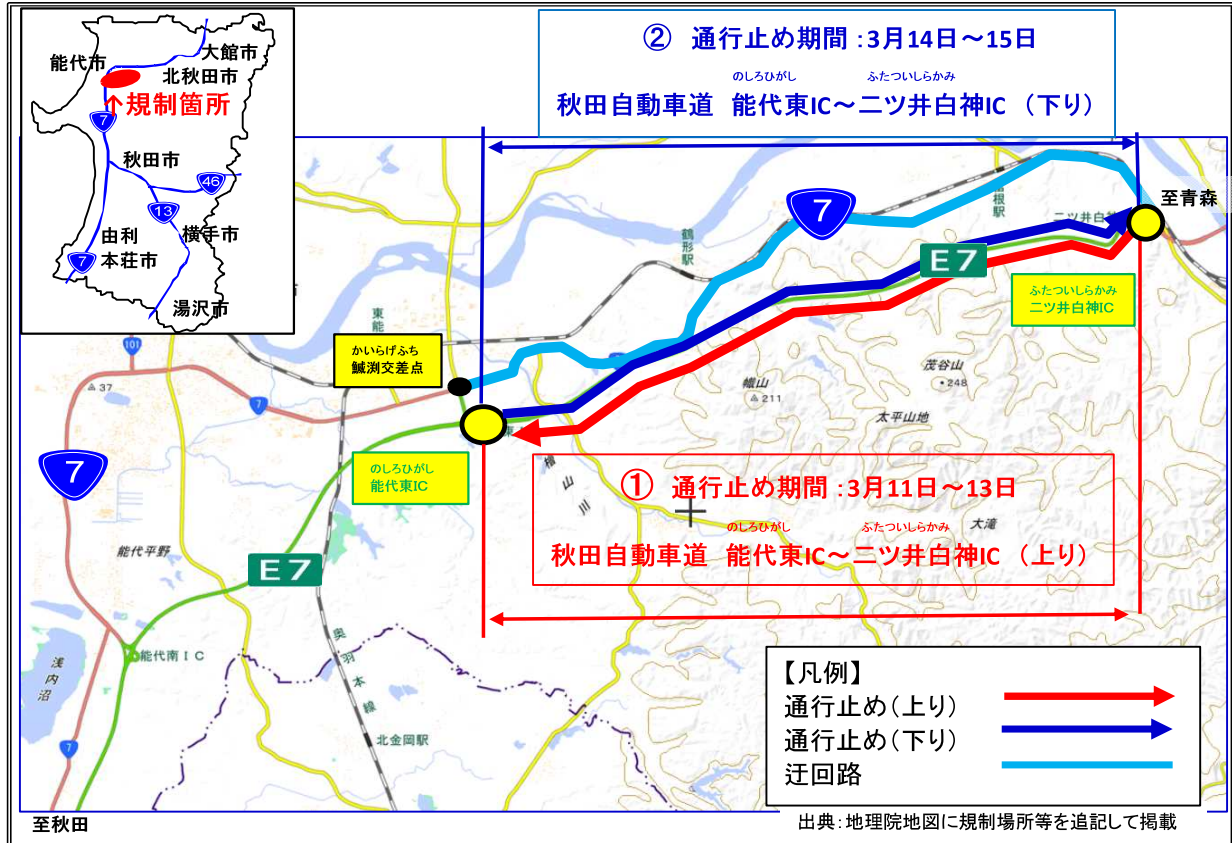 能代市
大館市
北秋田市
↑規制箇所
7
秋田市
46
13
横手市
由利
本荘市
7
湯沢市
② 通行止め期間：3月14日～15日
のしろひがし ふたついしらかみ
秋田自動車道 能代東IC～二ツ井白神IC （下り）
至青森
7
二ツ井白神
鶴形駅
E7
ふたついしらかみ
二ツ井白神IC
東能
かいらげふち
鰄渕交差点
101
37
7
茂谷山
・248
幟山
211
太平山地
7
のしろひがし
能代東IC
檜山川
① 通行止め期間：3月11日～13日
のしろひがし ふたついしらかみ
秋田自動車道 能代東IC～二ツ井白神IC （上り）
大滝
能代平野
E7
能代南ＩＣ
浅内沼
奥羽本線
北金岡駅
7
【凡例】
通行止め（上り）
通行止め（下り）
迂回路
至秋田
出典：地理院地図に規制場所等を追記して掲載